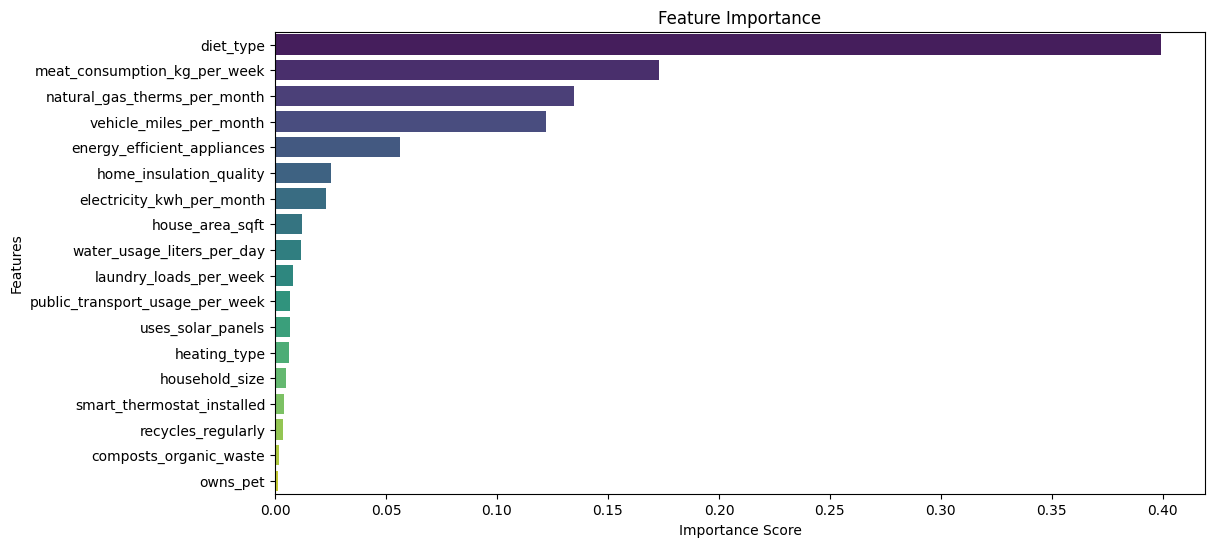 Feature Importance
Features
diet_type
meat_consumption_kg_per_week
natural_gas_therms_per_month
vehicle_miles_per_month
energy_efficient_appliances
home_insulation_quality
electricity_kwh_per_month
house_area_sqft
water_usage_liters_per_day
laundry_loads_per_week
public_transport_usage_per_week
uses_solar_panels
heating_type
household_size
smart_thermostat_installed
recycles_regularly
composts_organic_waste
owns_pet
0.00 0.05 0.10 0.15 0.20 0.25 0.30 0.35 0.40
Importance Score